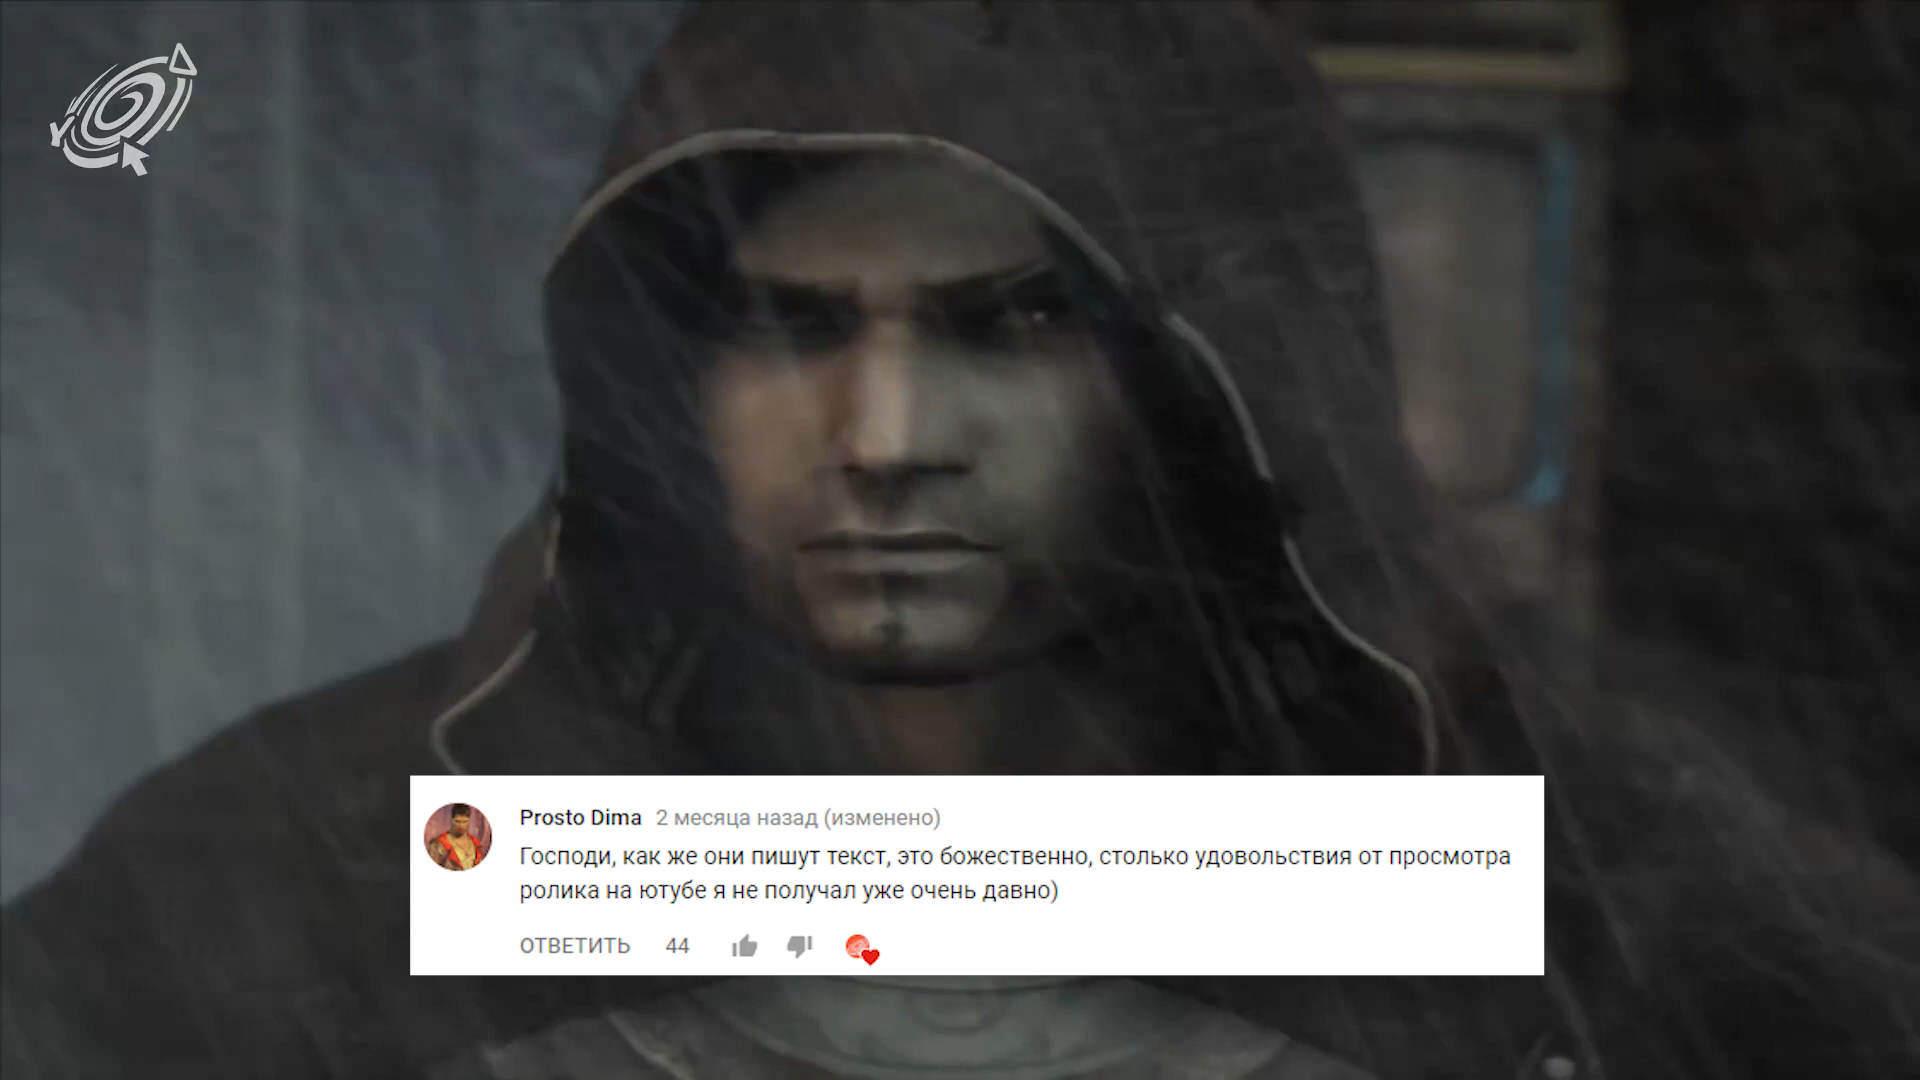 Prosto Dima 2 месяца назад (изменено)
Господи, как же они пишут текст, это божественно, столько удовольствия от просмотра
ролика на ютубе я не получал уже очень давно)
ОТВЕТИТЬ 44